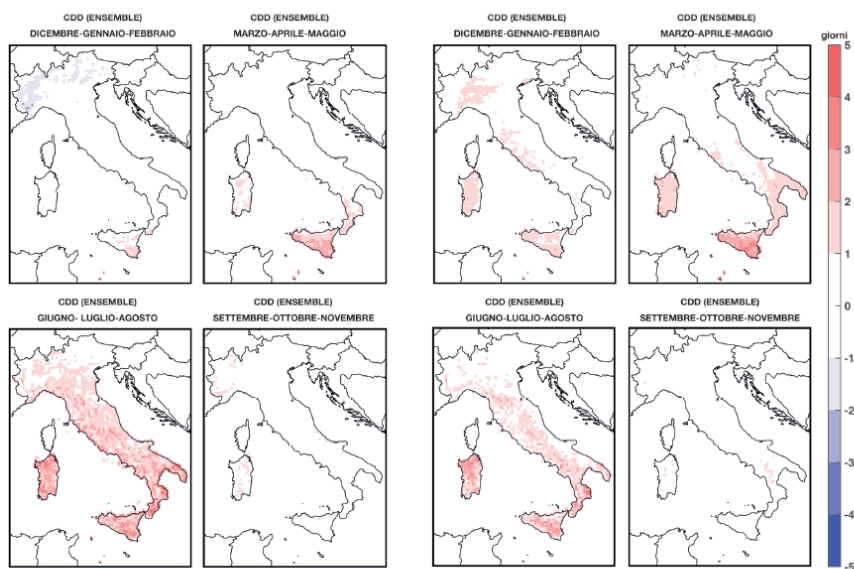 CDD (ENSEMBLE)
DICEMBRE-GENNAIO-FEBBRAIO
CDD (ENSEMBLE)
MARZO-APRILE-MAGGIO
CDD (ENSEMBLE)
DICEMBRE-GENNAIO-FEBBRAIO
CDD (ENSEMBLE)
MARZO-APRILE-MAGGIO
giorni
5
4
3
2
1
0
-1
-2
-3
-4
-5
CDD (ENSEMBLE)
GIUGNO- LUGLIO-AGOSTO
CDD (ENSEMBLE)
SETTEMBRE-OTTOBRE-NOVEMBRE
CDD (ENSEMBLE)
GIUGNO-LUGLIO-AGOSTO
CDD (ENSEMBLE)
SETTEMBRE-OTTOBRE-NOVEMBRE